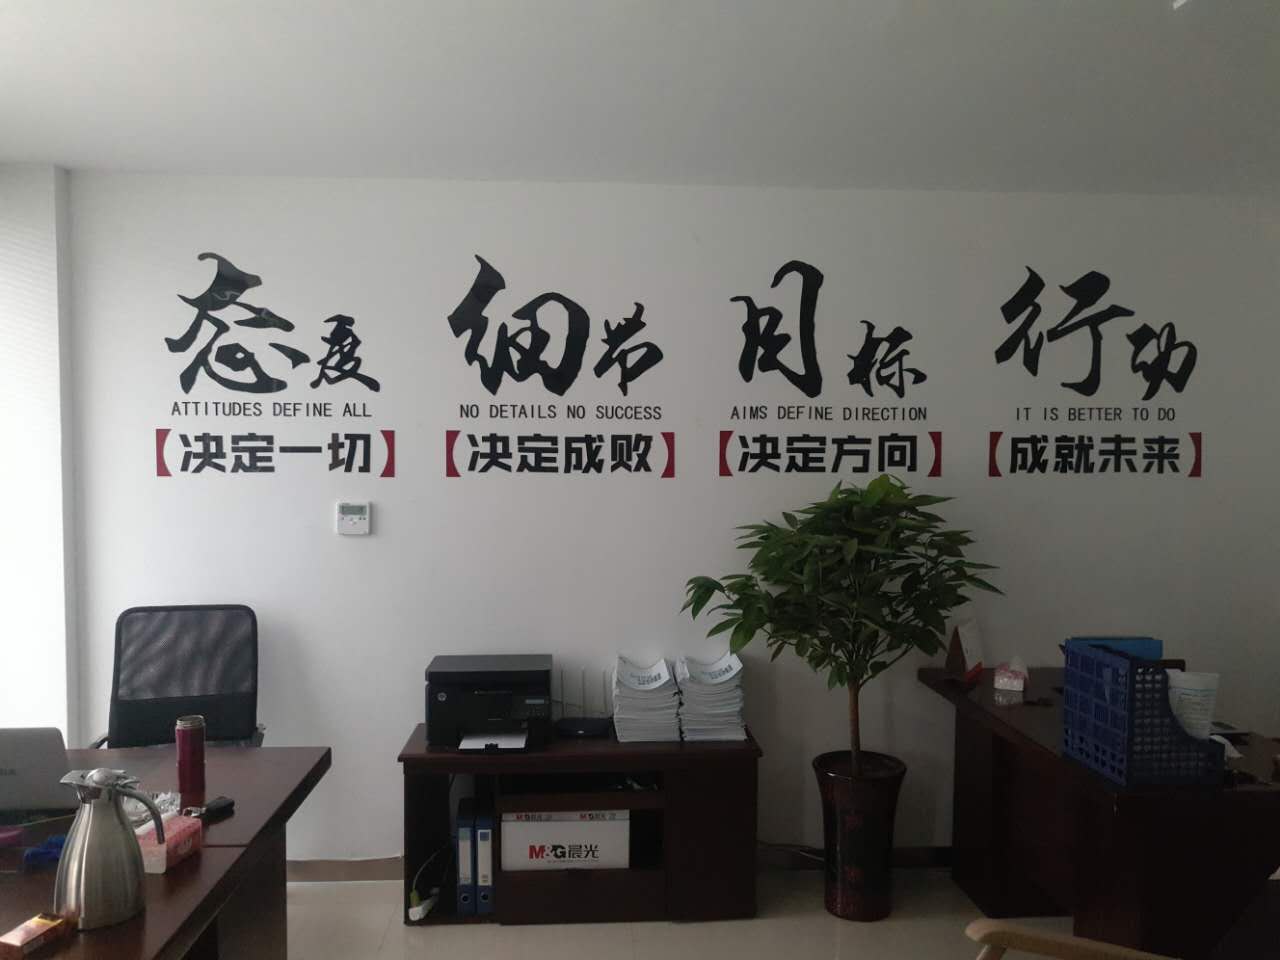 态度
ATTITUDES DEFINE ALL
【决定一切】
细节
NO DETAILS NO SUCCESS
【决定成败】
目标
AIMS DEFINE DIRECTION
【决定方向】
行动
IT IS BETTER TO DO
【成就未来】
M&G晨光